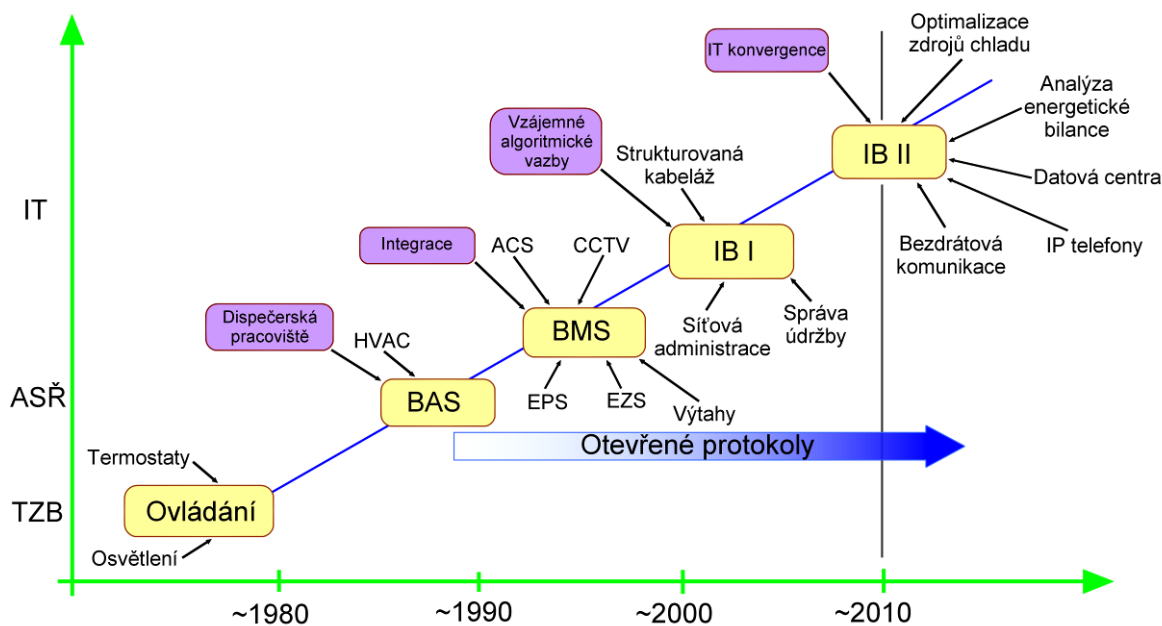 IT konvergence
Optimalizace
zdrojů chladu
Analýza
energetické
bilance
Vzájemné
algoritmické
vazby
Strukturovaná
kabeláž
IB II
Datová centra
IT
Integrace
ACS
CCTV
IB I
Bezdrátová
komunikace
IP telefony
Dispečerská
pracoviště
HVAC
BMS
Síťová
administrace
Správa
údržby
ASŘ
BAS
EPS
EZS
Výtahy
Otevřené protokoly
Termostaty
TZB
Ovládání
Osvětlení
~1980
~1990
~2000
~2010